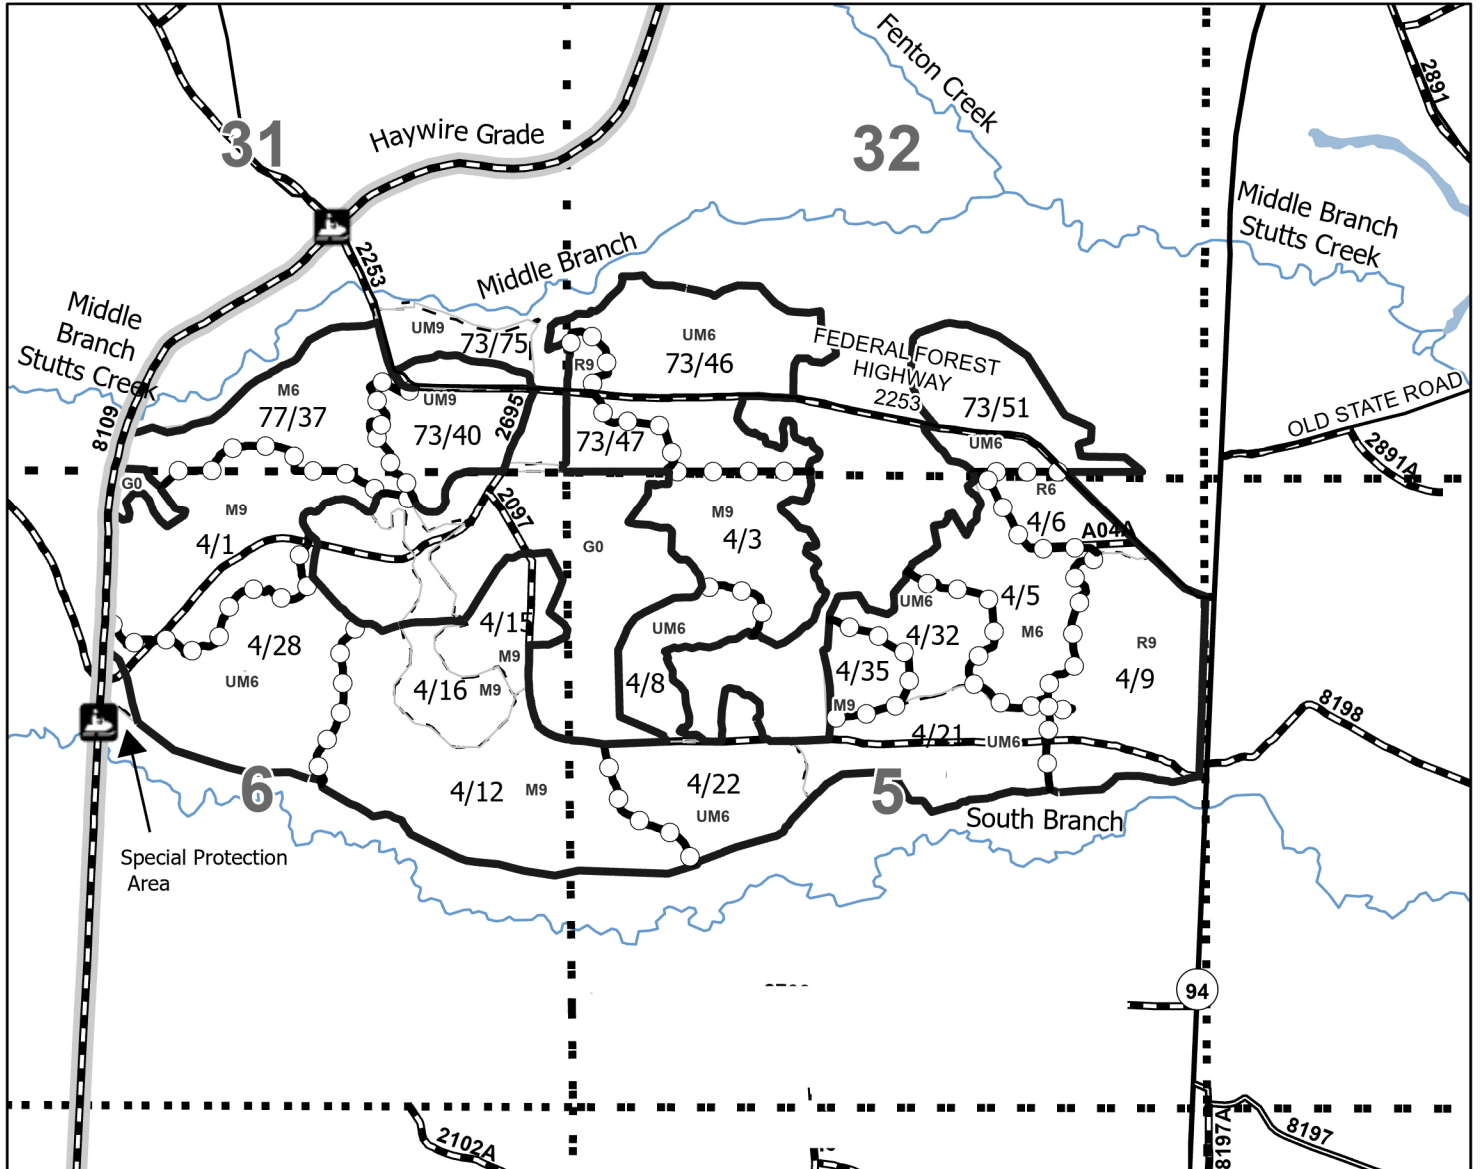 2891
Fenton Creek
31
Haywire Grade
32
Middle Branch
Stutts Creek
2253
Middle Branch
Middle
Branch
Stutts Creek
UM9
73/75
UM6
73/46
R9
FEDERAL FOREST
HIGHWAY
2253
M6
77/37
UM9
73/40
2695
73/47
73/51
UM6
OLD STATE ROAD
2891A
8109
G0
M9
4/1
2097
G0
M9
4/3
R6
4/6
A04A
UM6
4/5
4/28
UM6
4/15
M9
UM6
4/32
M6
R9
4/16
M9
4/8
4/35
M9
4/9
4/21
UM6
8198
6
4/12
M9
4/22
UM6
5
South Branch
Special Protection
Area
94
2102A
8197A
8197